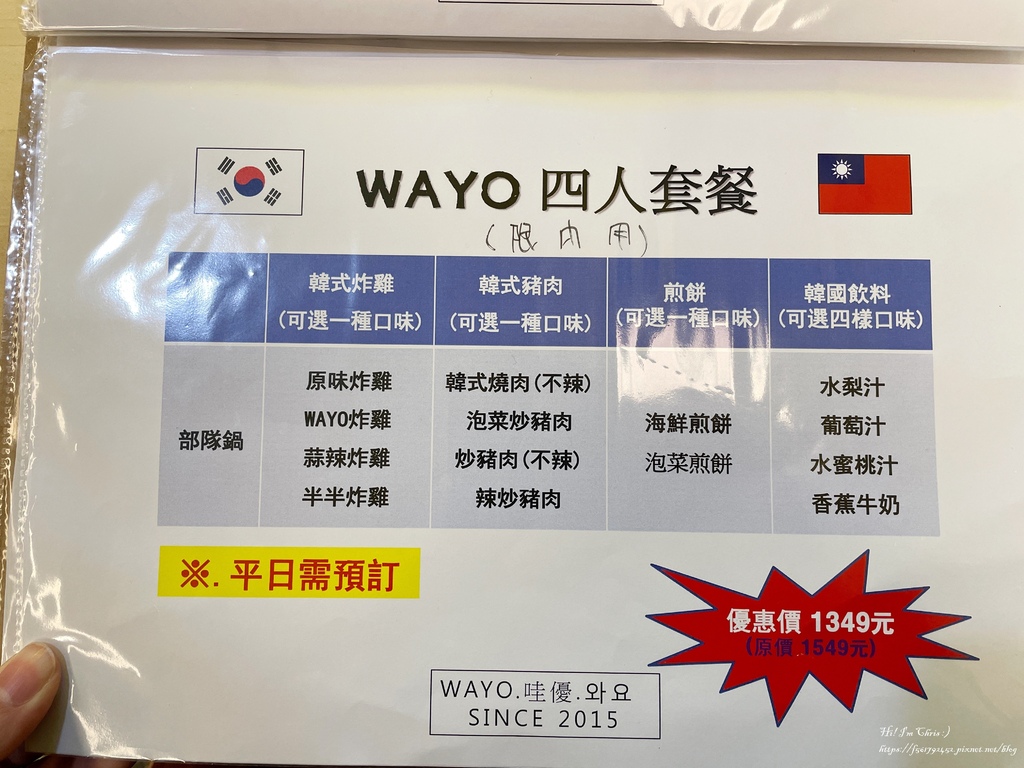 WAYO 四人套餐
(限內用)
韓式炸雞 韓式豬肉 煎餅 韓國飲料
(可選一種口味) (可選一種口味) (可選一種口味) (可選四樣口味)
原味炸雞 韓式燒肉(不辣) 水梨汁
WAYO炸雞 泡菜炒豬肉 海鮮煎餅 葡萄汁
部隊鍋
蒜辣炸雞 炒豬肉(不辣) 泡菜煎餅 水蜜桃汁
半半炸雞 辣炒豬肉 香蕉牛奶
※. 平日需預訂
優惠價 1349元
(原價 1549元)
WAYO.哇優.와요
SINCE 2015
Hi! I'm Chris :)